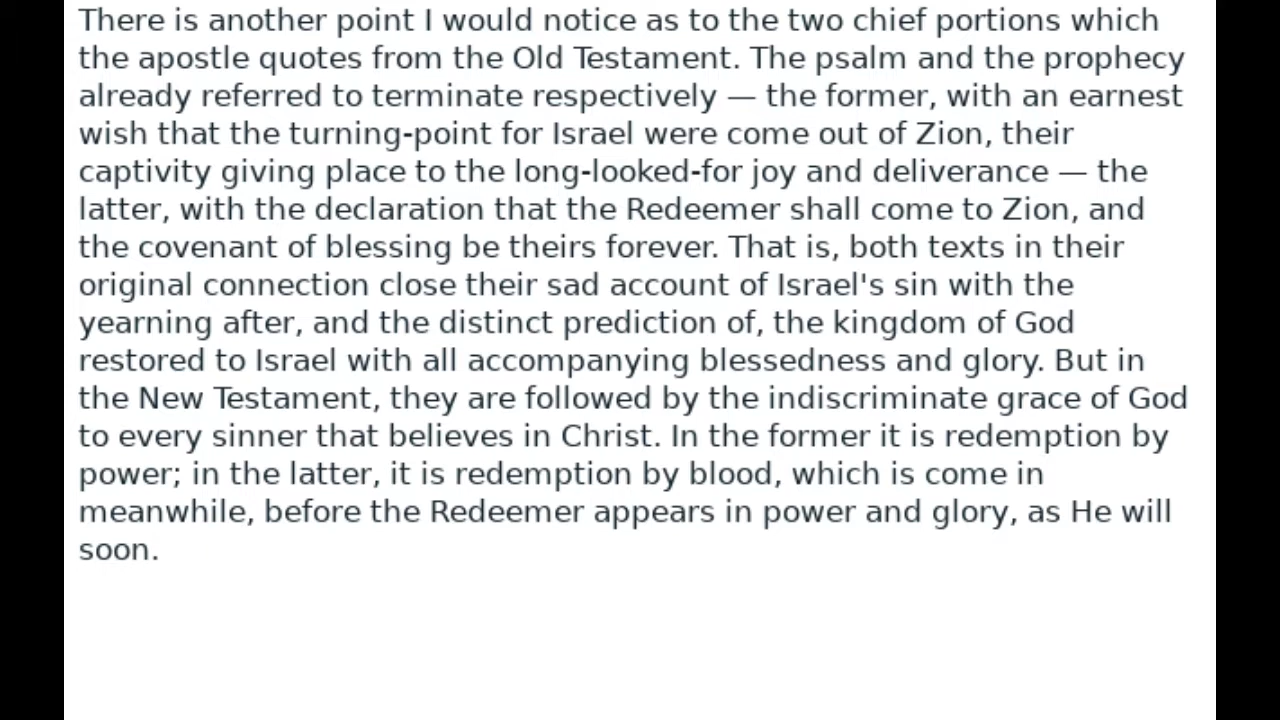 There is another point I would notice as to the two chief portions which
the apostle quotes from the Old Testament. The psalm and the prophecy
already referred to terminate respectively — the former, with an earnest
wish that the turning-point for Israel were come out of Zion, their
captivity giving place to the long-looked-for joy and deliverance — the
latter, with the declaration that the Redeemer shall come to Zion, and
the covenant of blessing be theirs forever. That is, both texts in their
original connection close their sad account of Israel's sin with the
yearning after, and the distinct prediction of, the kingdom of God
restored to Israel with all accompanying blessedness and glory. But in
the New Testament, they are followed by the indiscriminate grace of God
to every sinner that believes in Christ. In the former it is redemption by
power; in the latter, it is redemption by blood, which is come in
meanwhile, before the Redeemer appears in power and glory, as He will
soon.